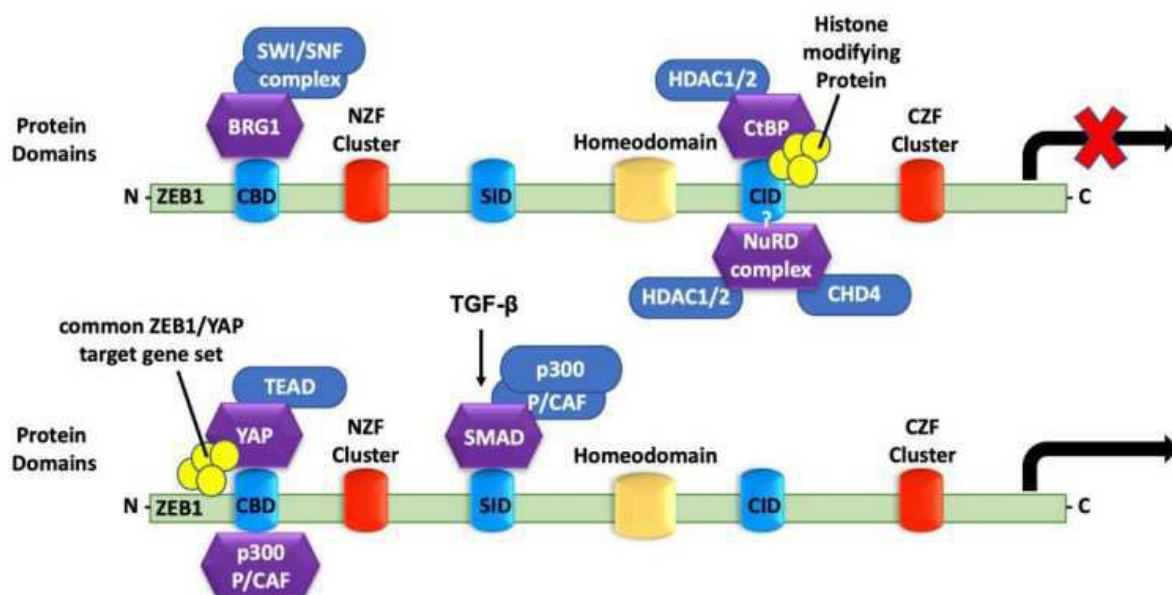 Histone
modifying
Protein
SWI/SNF
complex
HDAC1/2
Protein
Domains
BRG1
NZF
Cluster
Homeodomain
CtBP
CZF
Cluster
N - ZEB1
CBD
SID
CID
- C
?
NuRD
complex
HDAC1/2
CHD4
TGF-β
common ZEB1/YAP
target gene set
p300
P/CAF
TEAD
Protein
Domains
YAP
NZF
Cluster
SMAD
Homeodomain
CZF
Cluster
N - ZEB1
CBD
SID
CID
- C
p300
P/CAF